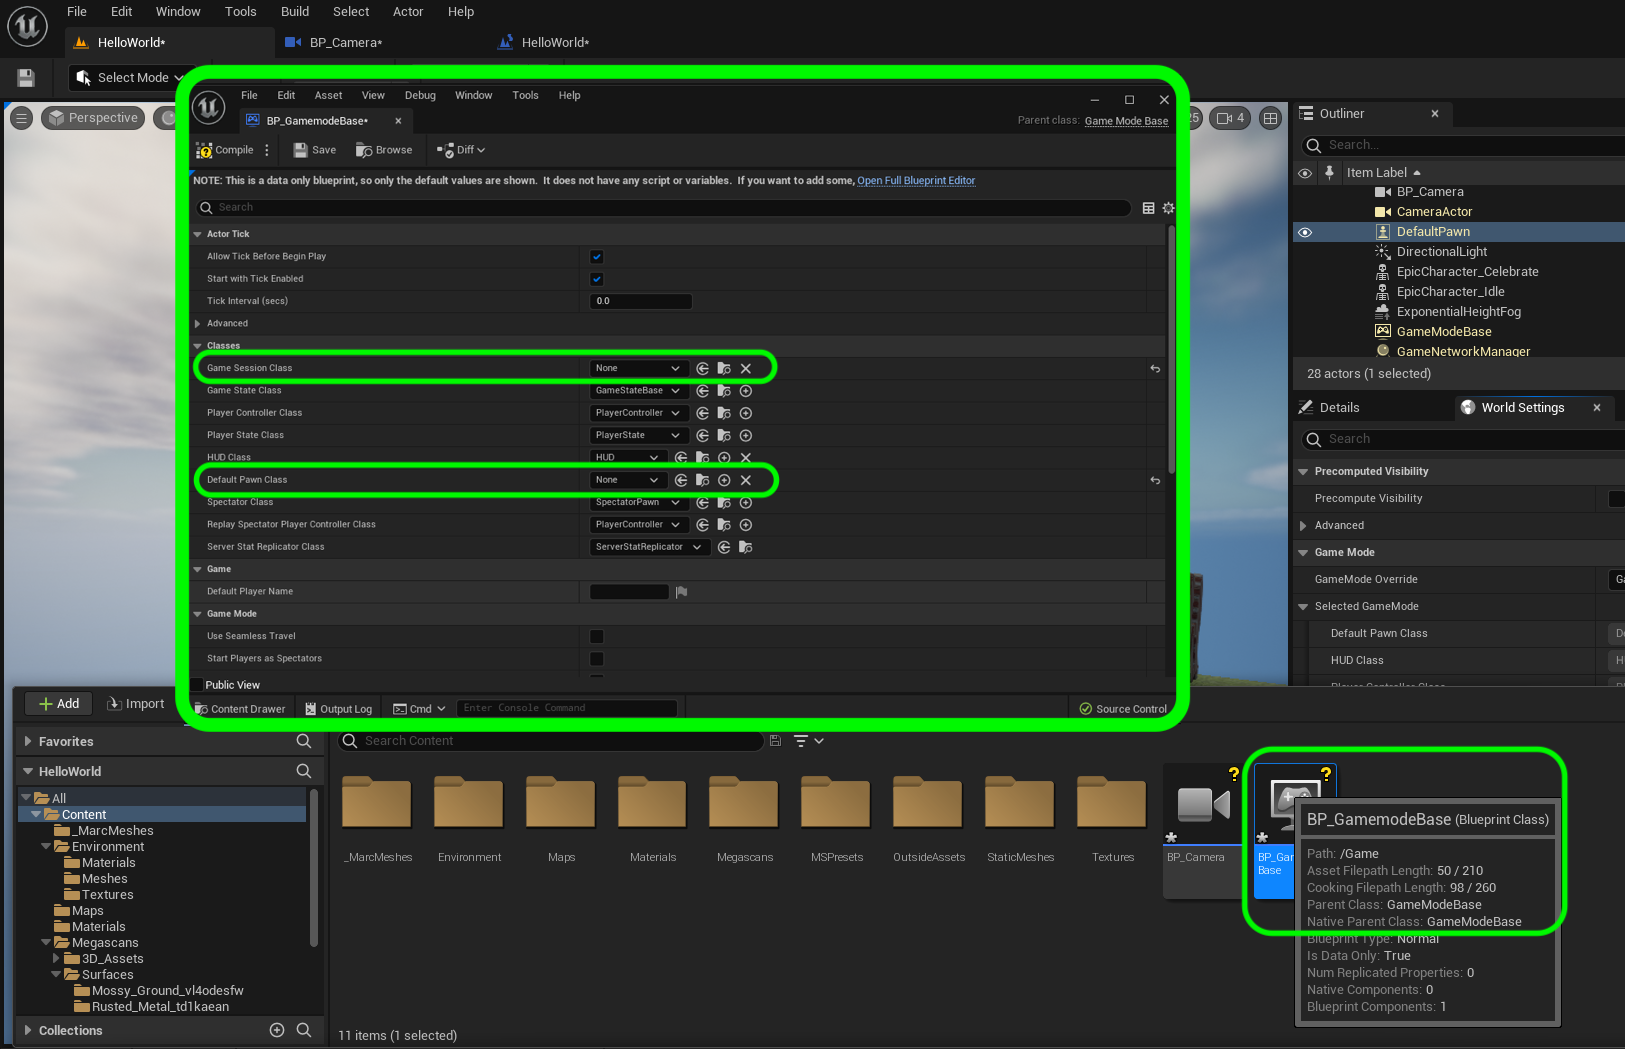 File Edit Window Tools Build Select Actor Help
HelloWorld* BP_Camera* HelloWorld*
Select Mode
Perspective
4
File Edit Asset View Debug Window Tools Help
BP_GamemodeBase*
Parent class: Game Mode Base
Compile Save Browse Diff
NOTE: This is a data only blueprint, so only the default values are shown. It does not have any script or variables. If you want to add some, Open Full Blueprint Editor
Search
Actor Tick
Allow Tick Before Begin Play
Start with Tick Enabled
Tick Interval (secs) 0.0
Advanced
Classes
Game Session Class None
Game State Class GameStateBase
Player Controller Class PlayerController
Player State Class PlayerState
HUD Class HUD
Default Pawn Class None
Spectator Class SpectatorPawn
Replay Spectator Player Controller Class PlayerController
Server Stat Replicator Class ServerStatReplicator
Game
Default Player Name
Game Mode
Use Seamless Travel
Start Players as Spectators
Public View
Content Drawer Output Log Cmd Enter Console Command Source Control
Outliner
Search...
Item Label
BP_Camera
CameraActor
DefaultPawn
DirectionalLight
EpicCharacter_Celebrate
EpicCharacter_Idle
ExponentialHeightFog
GameModeBase
GameNetworkManager
28 actors (1 selected)
Details World Settings
Search
Precomputed Visibility
Precompute Visibility
Advanced
Game Mode
GameMode Override
Selected GameMode
Default Pawn Class
HUD Class
Player Controller Class
Add Import
Favorites
HelloWorld
All
Content
_MarcMeshes
Environment
Materials
Meshes
Textures
Maps
Materials
Megascans
3D_Assets
Surfaces
Mossy_Ground_vl4odesfw
Rusted_Metal_td1kaean
Collections
Search Content
_MarcMeshes Environment Maps Materials Megascans MSPresets OutsideAssets StaticMeshes Textures BP_Camera BP_Gar
Base
11 items (1 selected)
BP_GamemodeBase (Blueprint Class)
Path: /Game
Asset Filepath Length: 50 / 210
Cooking Filepath Length: 98 / 260
Parent Class: GameModeBase
Native Parent Class: GameModeBase
Blueprint Type: Normal
Is Data Only: True
Num Replicated Properties: 0
Native Components: 0
Blueprint Components: 1